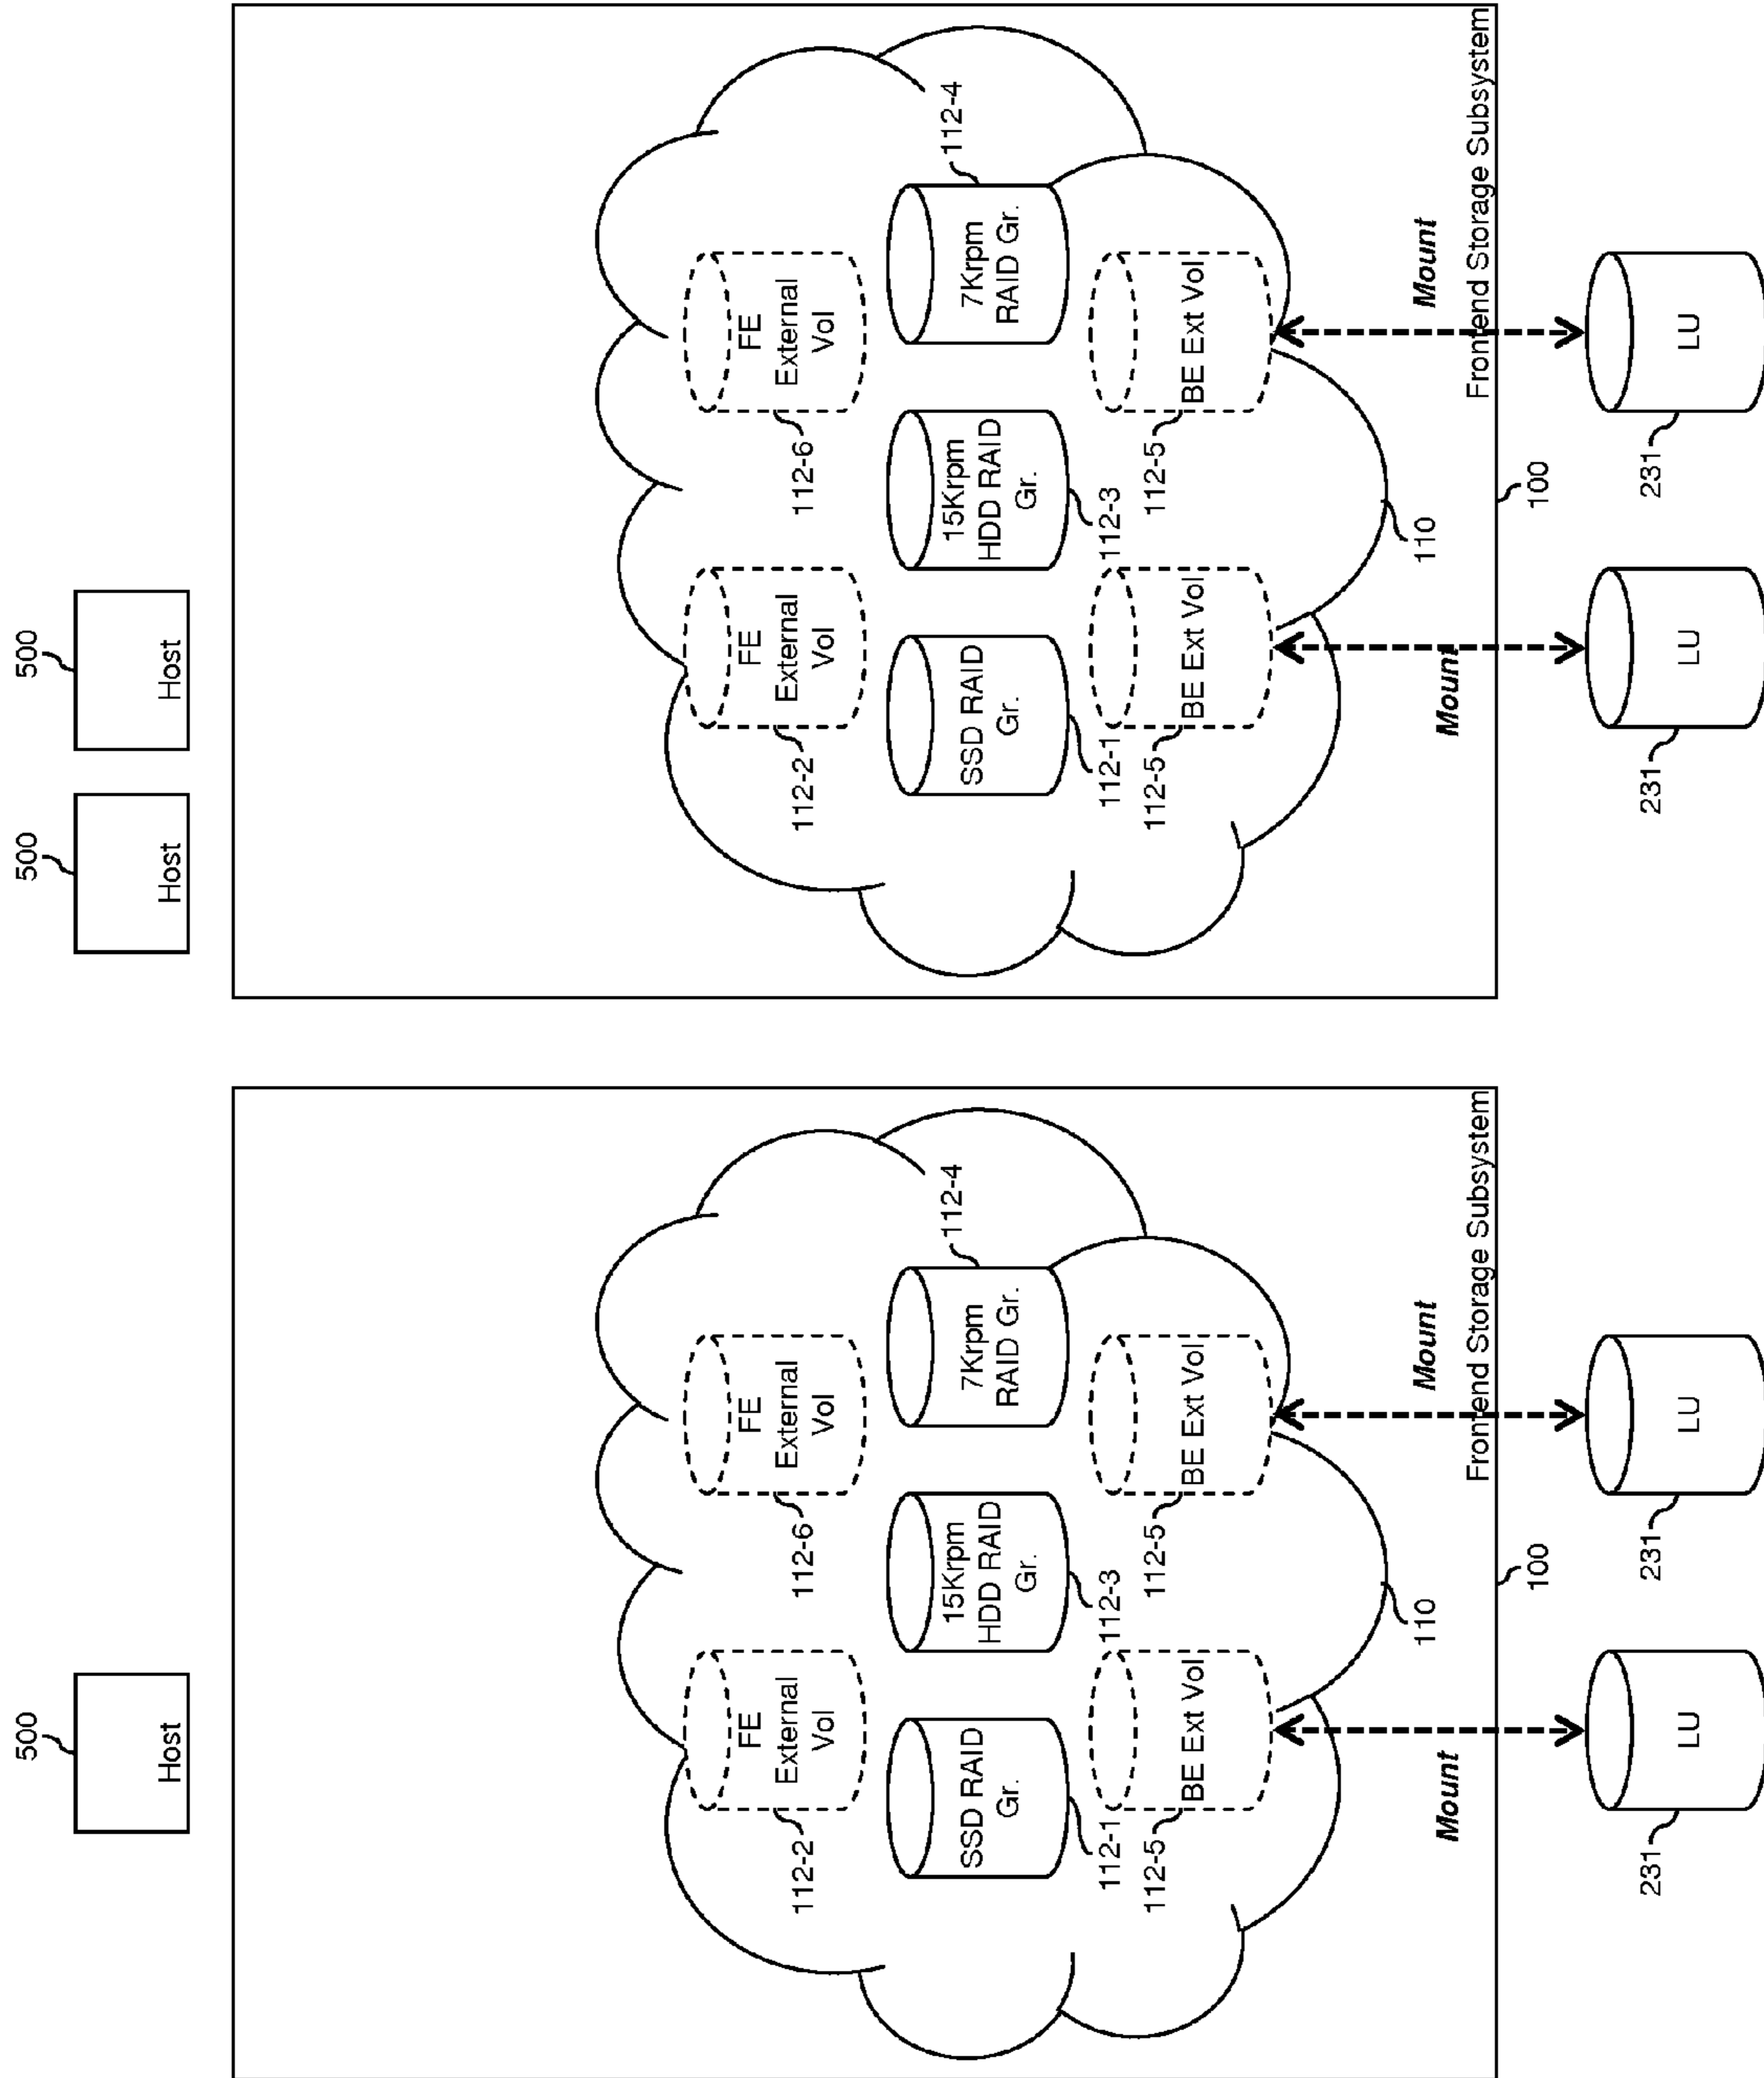 500
Host
112-2
FE
External
Vol
112-6
FE
External
Vol
SSD RAID
Gr.
112-1
15Krpm
HDD RAID
Gr.
112-3
7Krpm
RAID Gr.
112-4
112-5
BE Ext Vol
112-5
BE Ext Vol
110
Mount
Mount
Frontend Storage Subsystem
100
231
LU
231
LU
500
Host
500
Host
112-2
FE
External
Vol
112-6
FE
External
Vol
SSD RAID
Gr.
112-1
15Krpm
HDD RAID
Gr.
112-3
7Krpm
RAID Gr.
112-4
112-5
BE Ext Vol
112-5
BE Ext Vol
110
Mount
Mount
Frontend Storage Subsystem
100
231
LU
231
LU